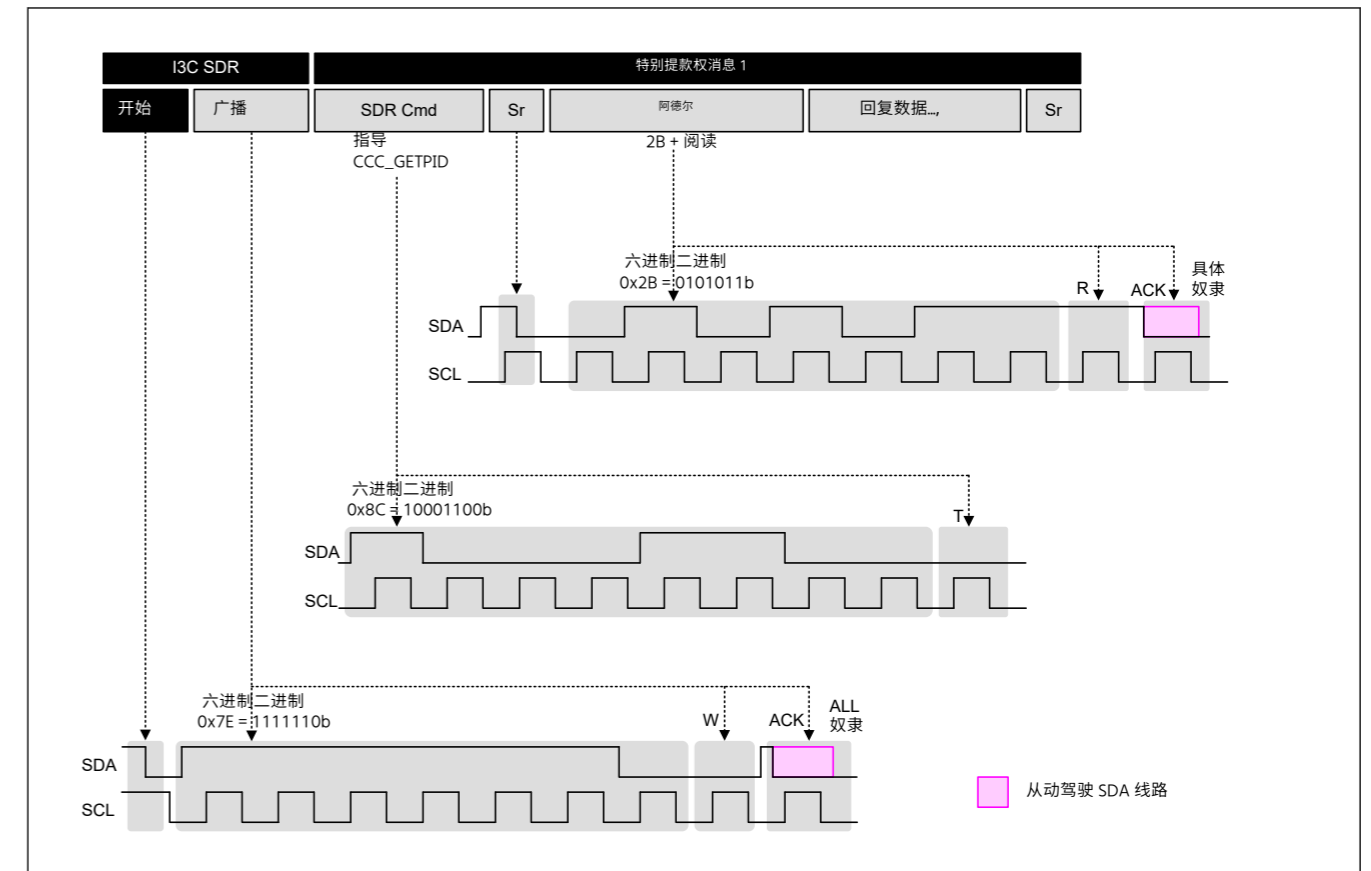 I3C SDR
特别提款权消息 1
开始
广播
SDR Cmd
Sr
阿德尔
回复数据...,
Sr
指导
CCC_GETPID
2B + 阅读
六进制二进制
0x2B = 0101011b
R
ACK
具体
奴隶
SDA
SCL
六进制二进制
0x8C = 10001100b
T
SDA
SCL
六进制二进制
0x7E = 1111110b
W
ACK
ALL
奴隶
SDA
SCL
从动驾驶 SDA 线路